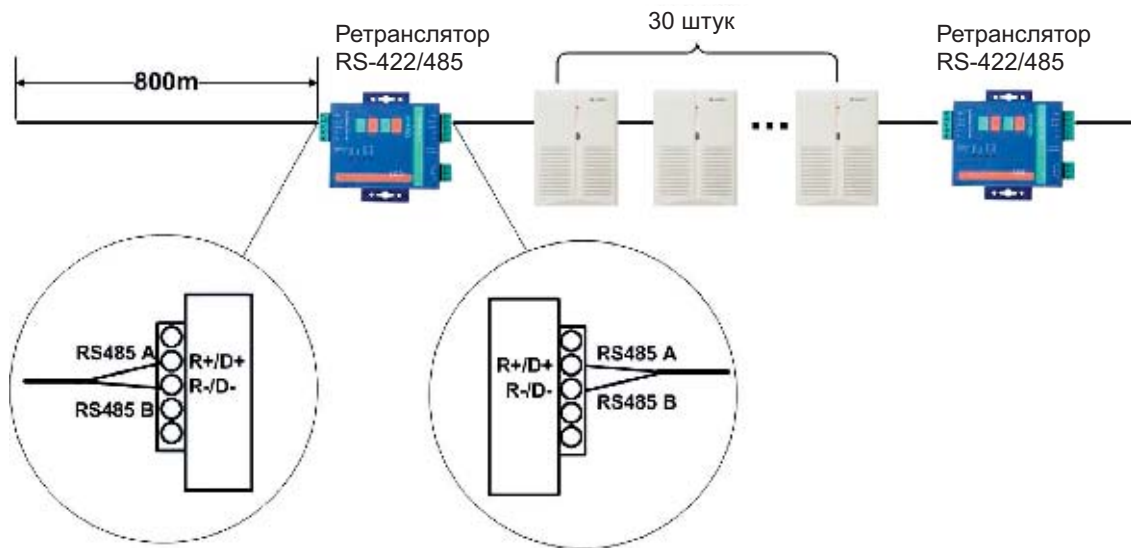 30 штук
Ретранслятор
RS-422/485
Ретранслятор
RS-422/485
800m
RS485 A
R+/D+
R-/D-
RS485 B
R+/D+
RS485 A
R-/D-
RS485 B